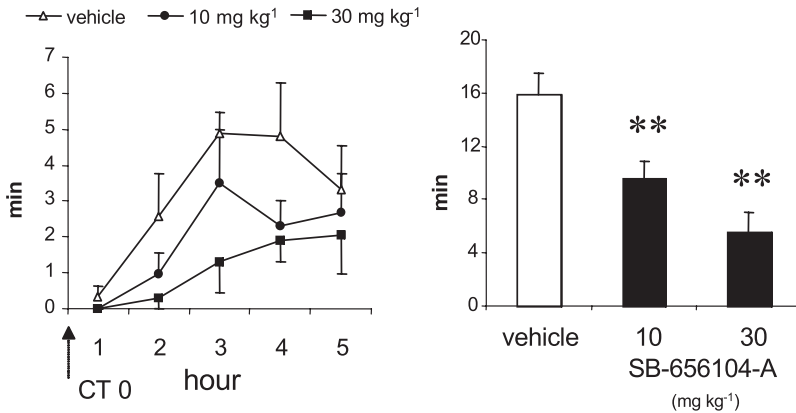 vehicle 10 mg kg¹ 30 mg kg⁻¹
7
6
5
4
3
2
1
0
min
1 2 3 4 5
CT 0 hour
20
16
12
8
4
0
min
**
**
vehicle 10 30
SB-656104-A
(mg kg⁻¹)